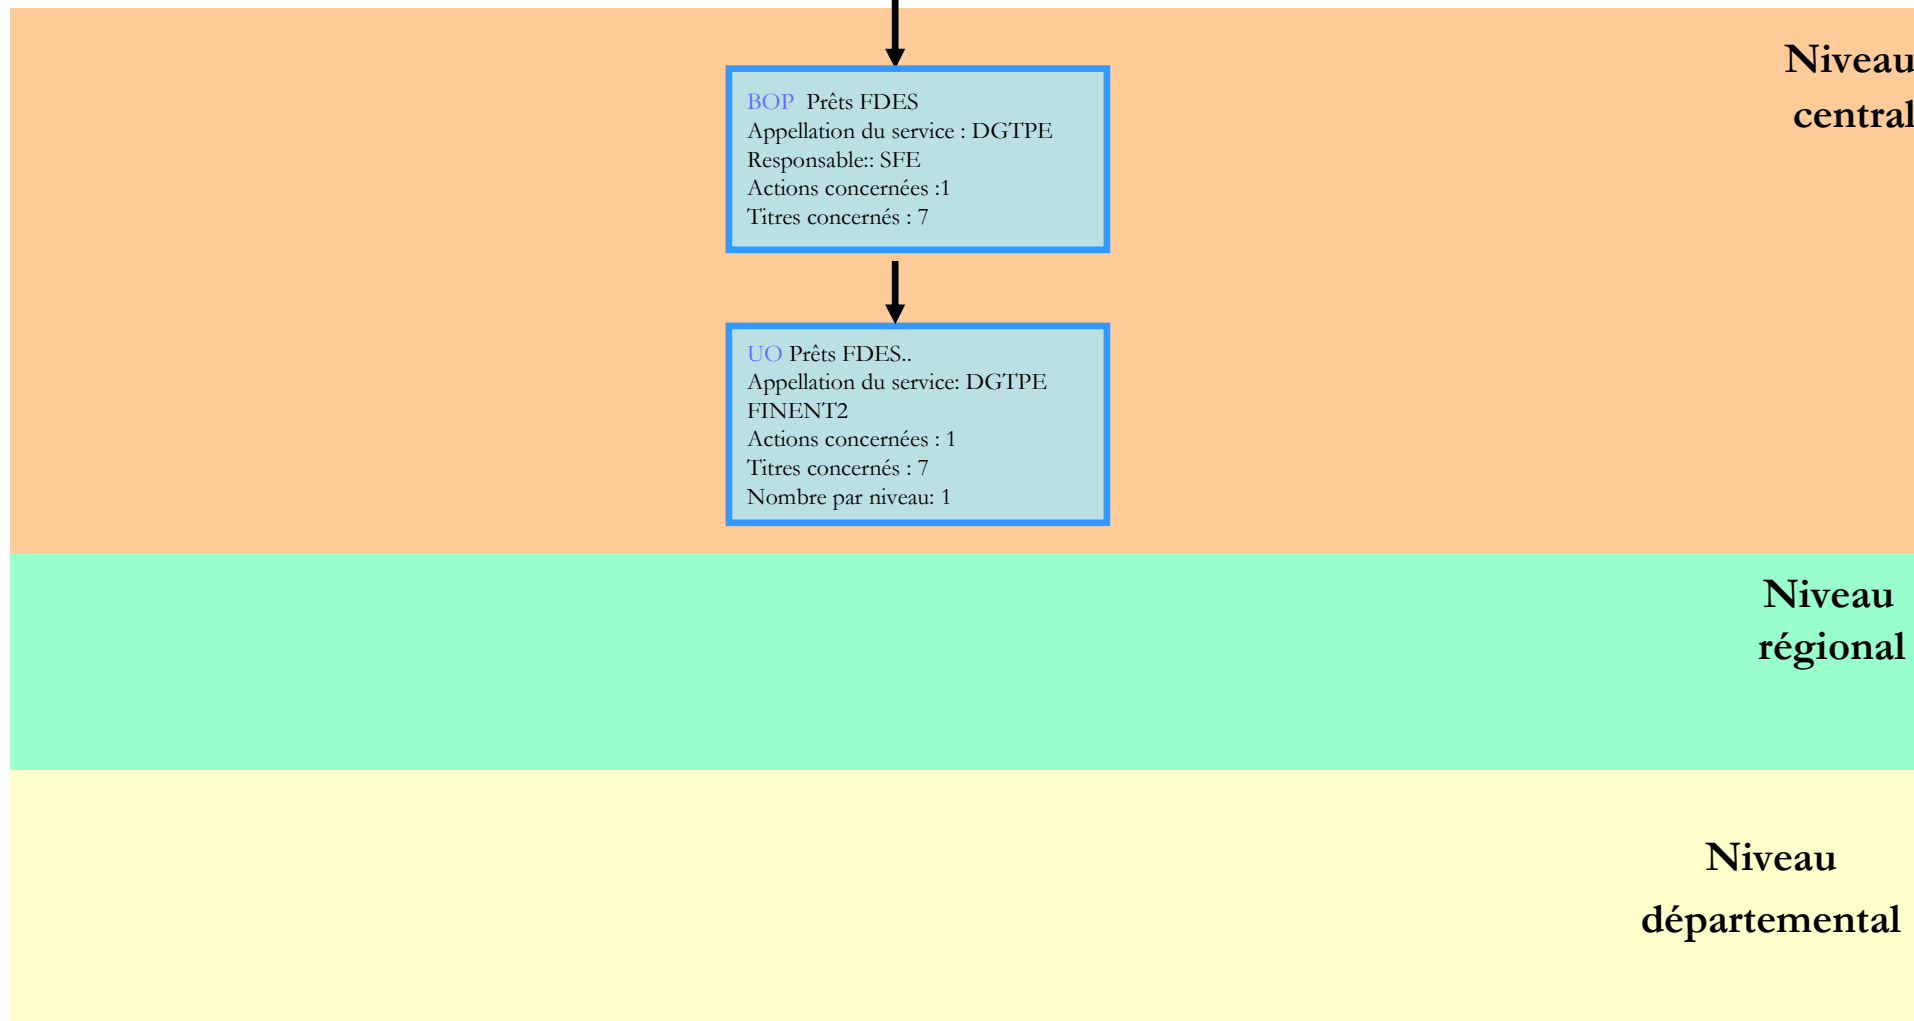 Niveau
central
BOP  Prêts FDES
Appellation du service : DGTPE
Responsable:: SFE
Actions concernées :1
Titres concernés : 7
UO Prêts FDES..
Appellation du service: DGTPE
FINENT2
Actions concernées : 1
Titres concernés : 7
Nombre par niveau: 1
Niveau
régional
Niveau
départemental